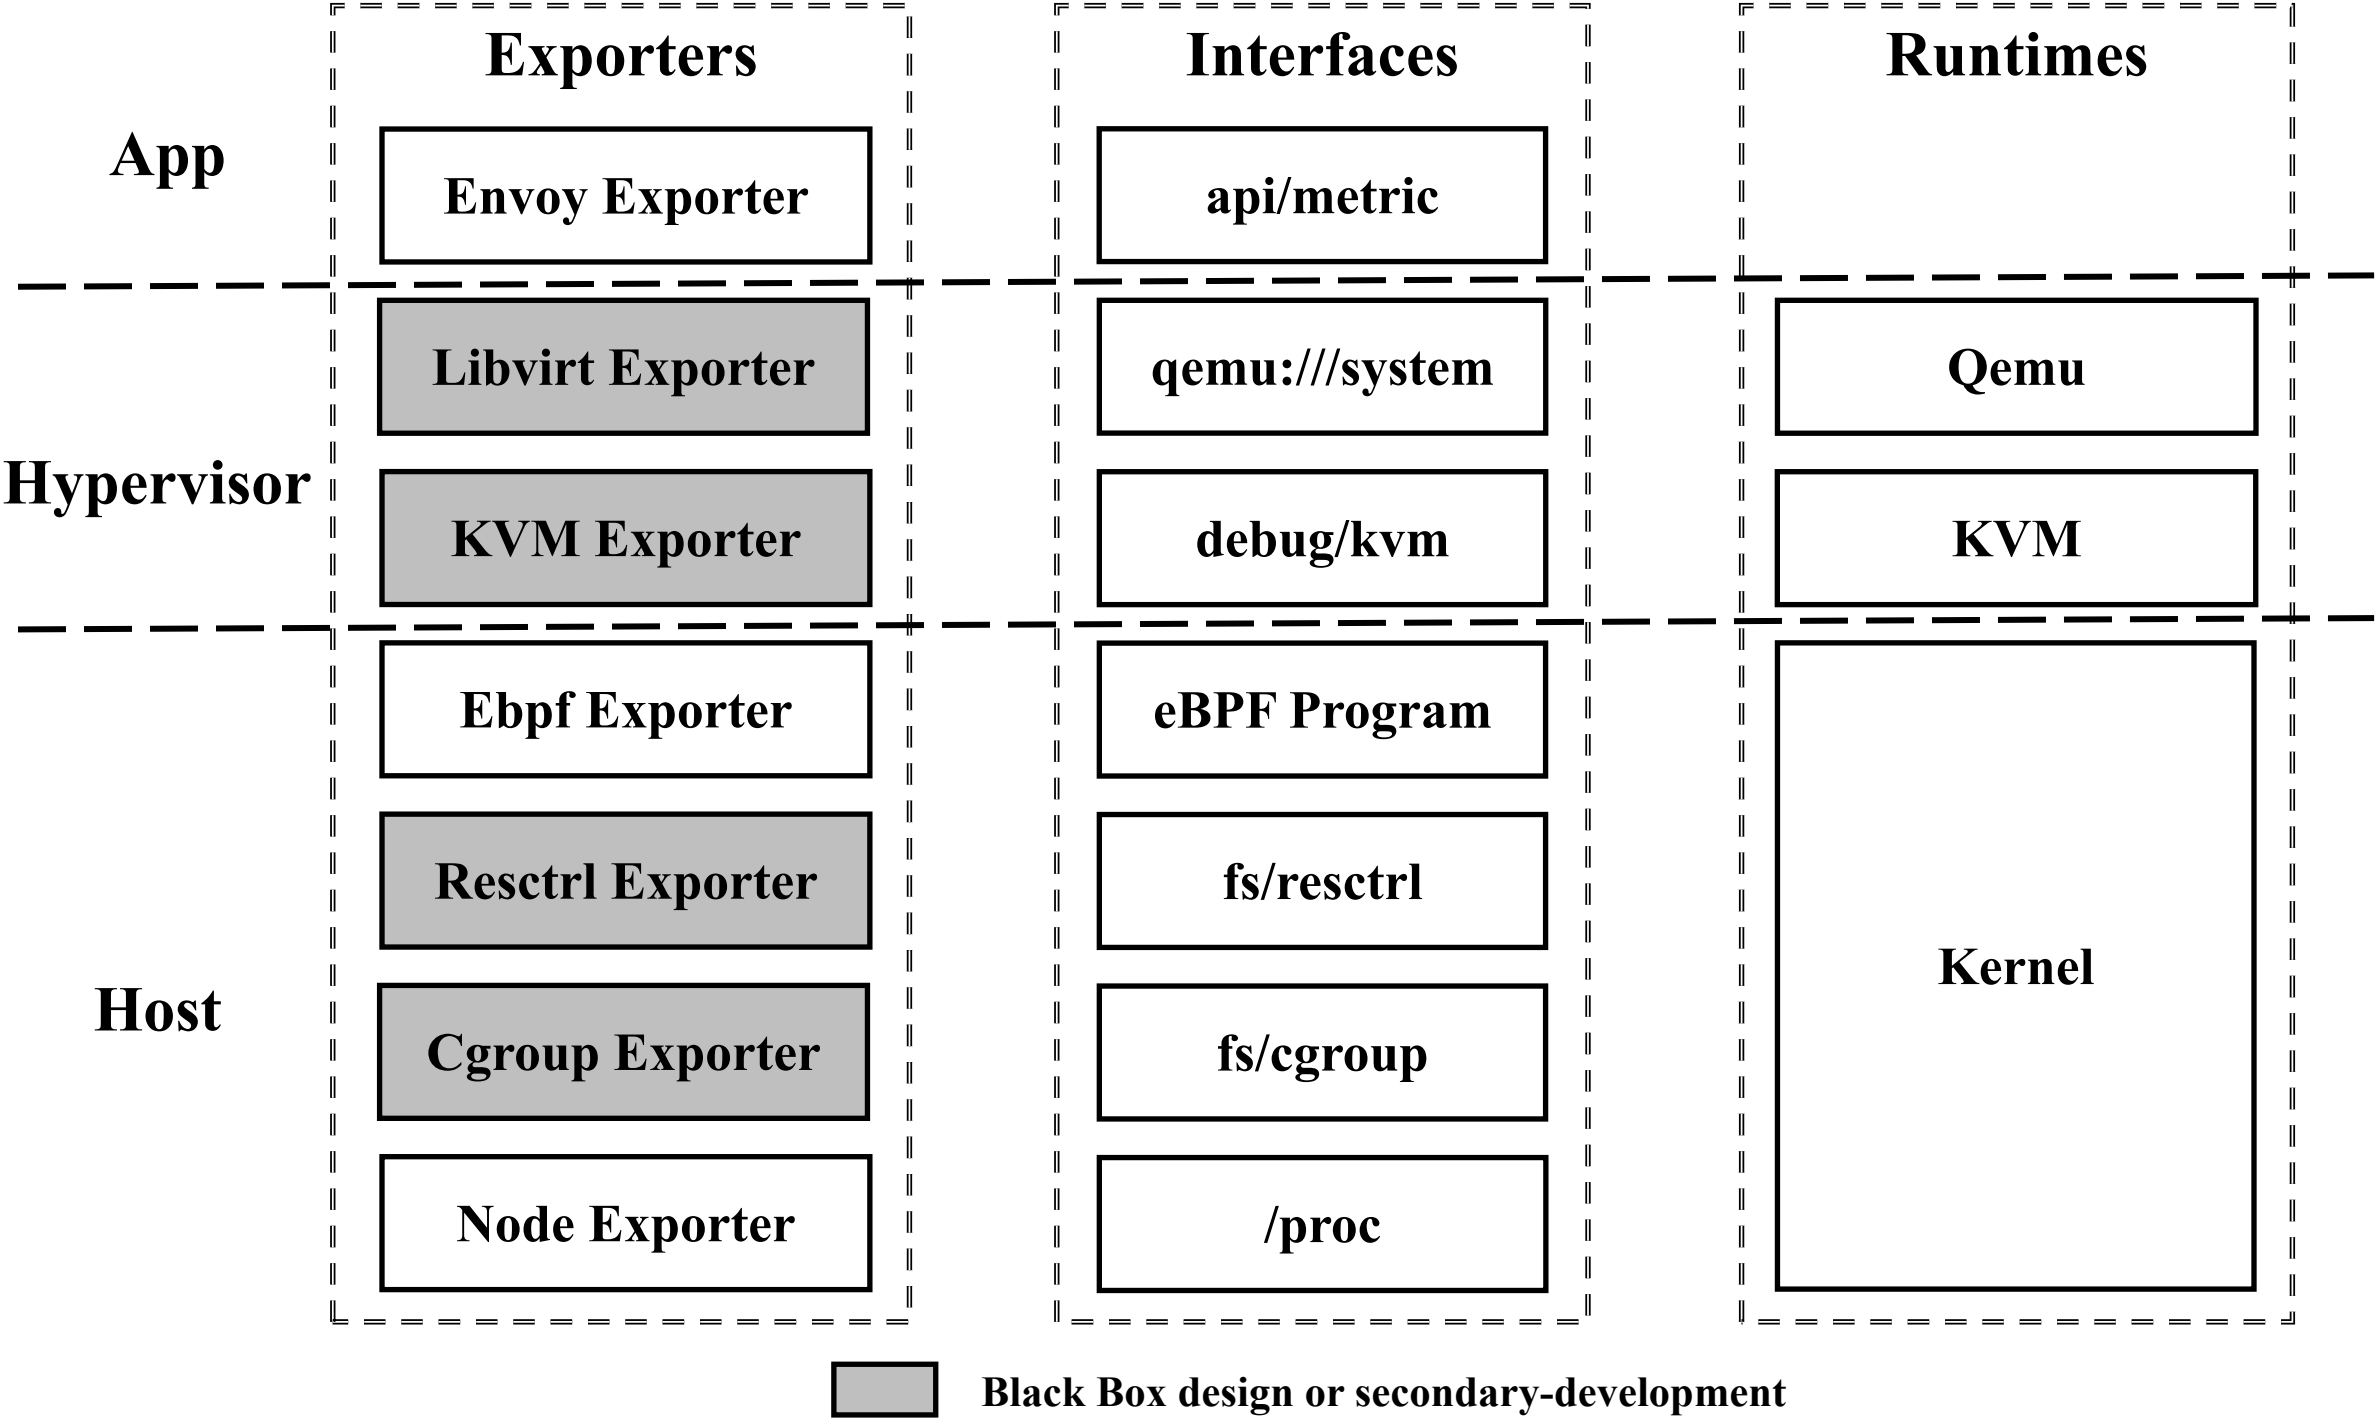 Exporters
Interfaces
Runtimes
App
Envoy Exporter
api/metric
Hypervisor
Libvirt Exporter
qemu:///system
Qemu
KVM Exporter
debug/kvm
KVM
Host
Ebpf Exporter
eBPF Program
Kernel
Resctrl Exporter
fs/resctrl
Cgroup Exporter
fs/cgroup
Node Exporter
/proc
Black Box design or secondary-development